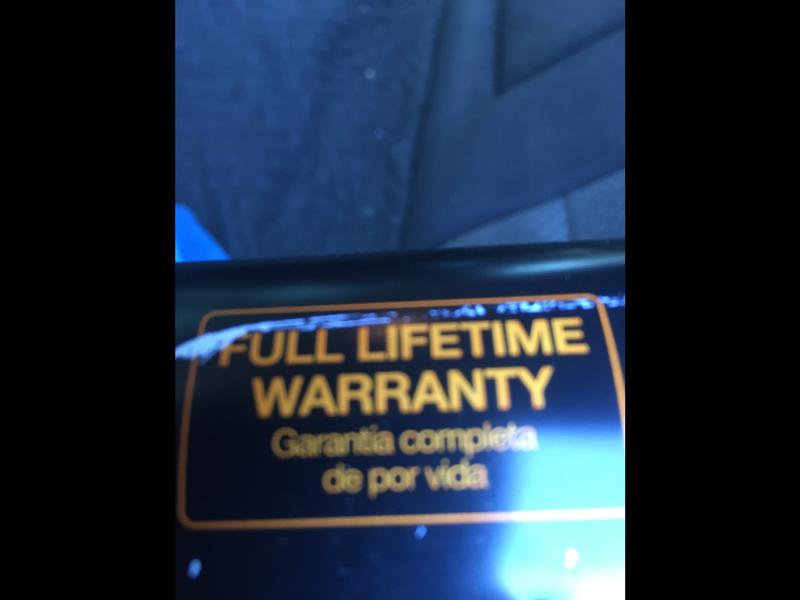 FULL LIFETIME
WARRANTY
Garantía completa
de por vida